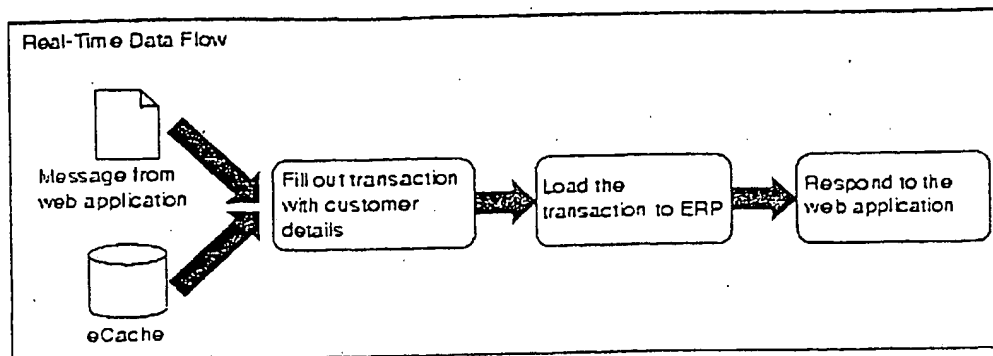 Real-Time Data Flow
Message from
web application
eCache
Fill out transaction
with customer
details
Load the
transaction to ERP
Respond to the
web application